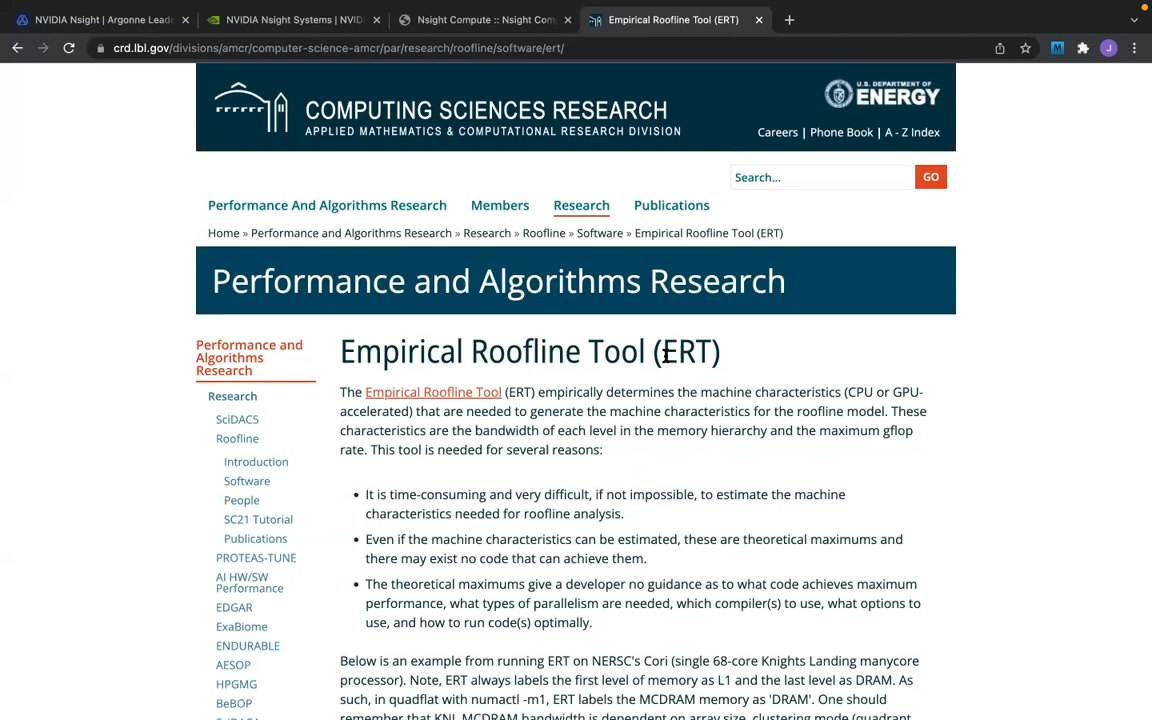 NVIDIA Nsight | Argonne Lead
NVIDIA Nsight Systems | NVID
Nsight Compute :: Nsight Com
Empirical Roofline Tool (ERT)
crd.lbl.gov/divisions/amcr/computer-science-amcr/par/research/roofline/software/ert/
M
J
COMPUTING SCIENCES RESEARCH
APPLIED MATHEMATICS & COMPUTATIONAL RESEARCH DIVISION
U.S. DEPARTMENT OF
ENERGY
Careers | Phone Book | A - Z Index
Search...
GO
Performance And Algorithms Research Members Research Publications
Home » Performance and Algorithms Research » Research » Roofline » Software » Empirical Roofline Tool (ERT)
Performance and Algorithms Research
Performance and
Algorithms
Research
Research
SciDAC5
Roofline
Introduction
Software
People
SC21 Tutorial
Publications
PROTEAS-TUNE
AI HW/SW
Performance
EDGAR
ExaBiome
ENDURABLE
AESOP
HPGMG
BeBOP
Empirical Roofline Tool (ERT)
The Empirical Roofline Tool (ERT) empirically determines the machine characteristics (CPU or GPU-
accelerated) that are needed to generate the machine characteristics for the roofline model. These
characteristics are the bandwidth of each level in the memory hierarchy and the maximum gflop
rate. This tool is needed for several reasons:
• It is time-consuming and very difficult, if not impossible, to estimate the machine
characteristics needed for roofline analysis.
• Even if the machine characteristics can be estimated, these are theoretical maximums and
there may exist no code that can achieve them.
• The theoretical maximums give a developer no guidance as to what code achieves maximum
performance, what types of parallelism are needed, which compiler(s) to use, what options to
use, and how to run code(s) optimally.
Below is an example from running ERT on NERSC's Cori (single 68-core Knights Landing manycore
processor). Note, ERT always labels the first level of memory as L1 and the last level as DRAM. As
such, in quadflat with numactl -m1, ERT labels the MCDRAM memory as 'DRAM'. One should
remember that KNL MCDRAM bandwidth is dependent on array size, clustering mode (quadrant